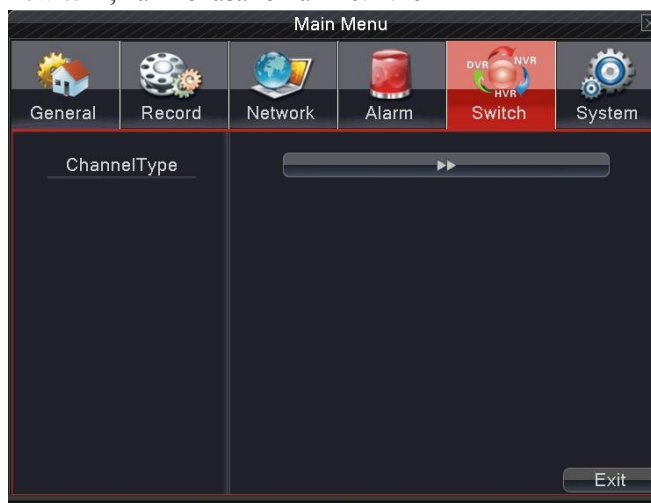 Main Menu
DVR NVR
HVR
General Record Network Alarm Switch System
ChannelType
Exit